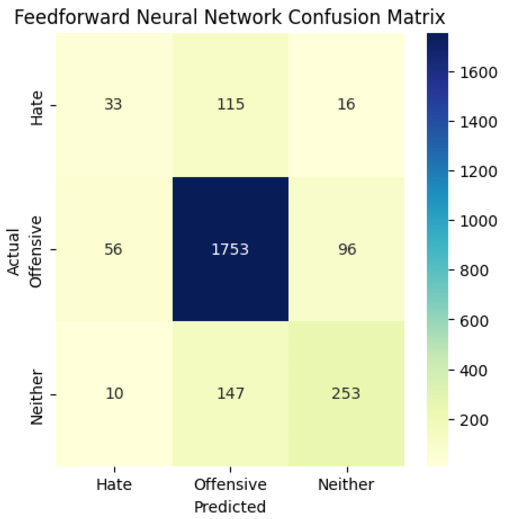 Feedforward Neural Network Confusion Matrix
Hate 33 115 16
Offensive 56 1753 96
Neither 10 147 253
Actual
Hate Offensive Neither
Predicted
1600
1400
1200
1000
800
600
400
200